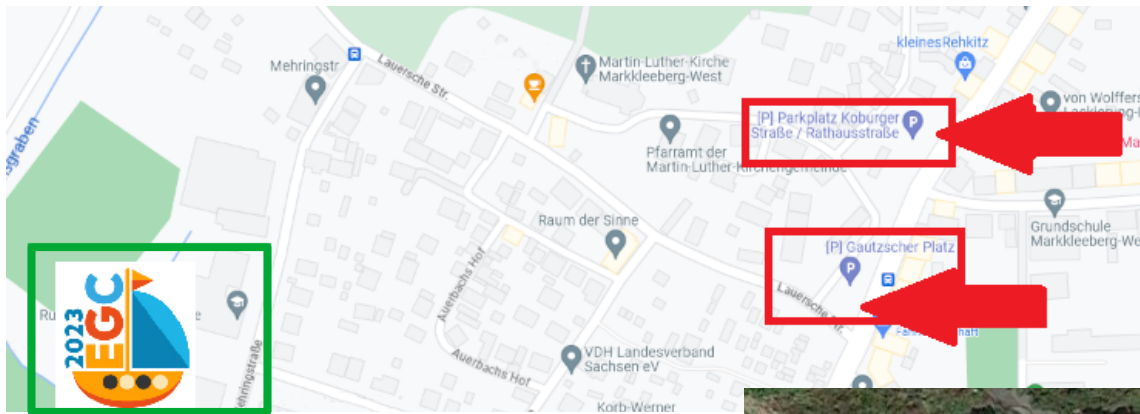 kleinesRehkitz
Martin-Luther-Kirche
Markkleeberg-West
Mehringstr
Lauersche Str.
von Wolffers
[P] Parkplatz Koburger
Straße / Rathausstraße
Pfarramt der
Martin-Luther-Kirchengemeinde
Raum der Sinne
Grundschule
Markkleeberg-We
[P] Gautzscher Platz
Auerbachs Hof
Lauersche Str.
2023
EGC
Auerbachs Hof
VDH Landesverband
Sachsen eV
Korb-Werner